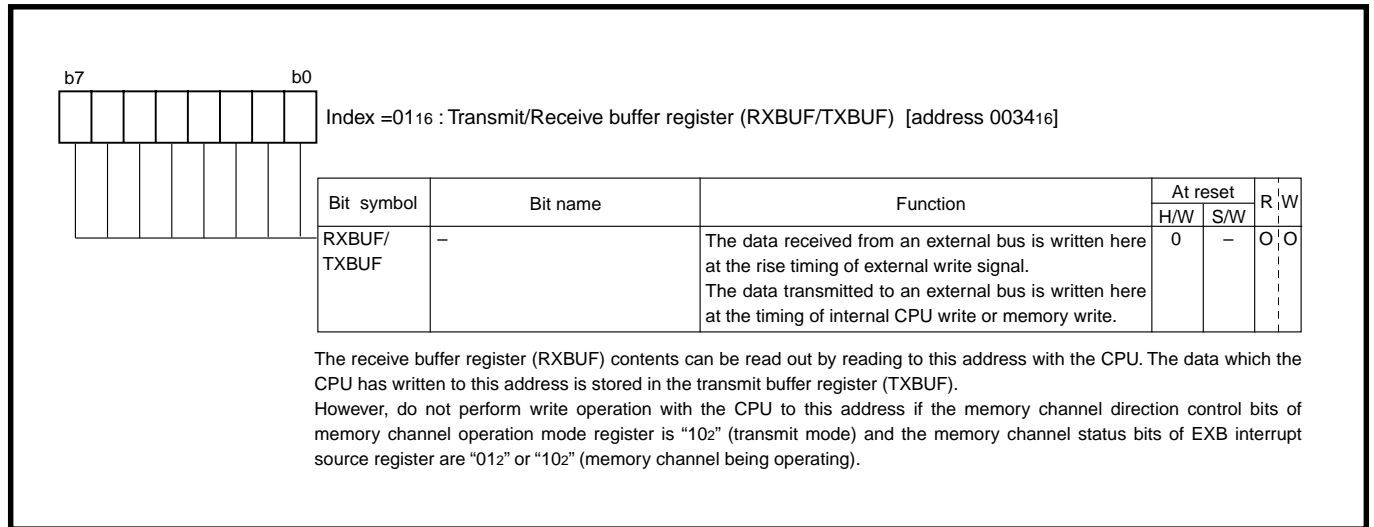 b7 b0
Index =0116 : Transmit/Receive buffer register (RXBUF/TXBUF) [address 003416]
Bit symbol Bit name Function At reset R W
H/W S/W
RXBUF/ – The data received from an external bus is written here 0 – O O
TXBUF at the rise timing of external write signal.
The data transmitted to an external bus is written here
at the timing of internal CPU write or memory write.
The receive buffer register (RXBUF) contents can be read out by reading to this address with the CPU. The data which the
CPU has written to this address is stored in the transmit buffer register (TXBUF).
However, do not perform write operation with the CPU to this address if the memory channel direction control bits of
memory channel operation mode register is “102” (transmit mode) and the memory channel status bits of EXB interrupt
source register are “012” or “102” (memory channel being operating).